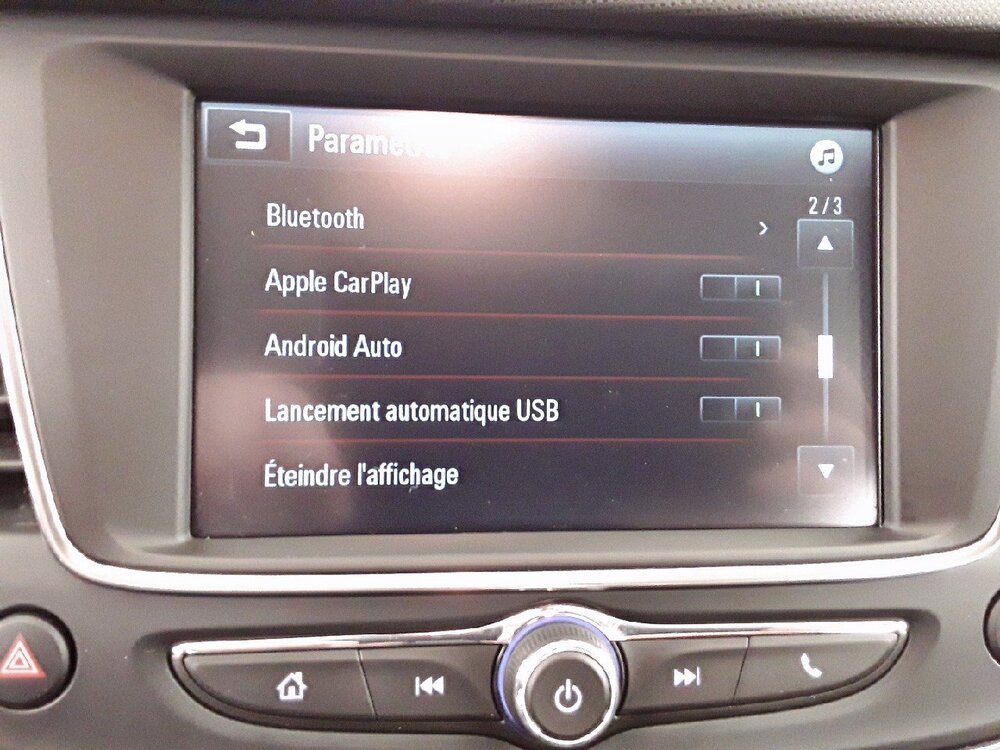 2/3
Bluetooth
Apple CarPlay
Android Auto
Lancement automatique USB
Éteindre l'affichage